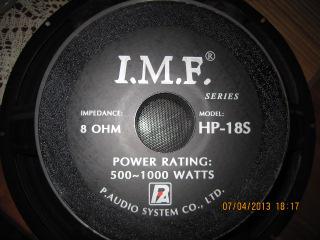 I.M.F.®
SERIES
IMPEDANCE: MODEL:
8 OHM HP-18S
POWER RATING:
500~1000 WATTS
PA
P.AUDIO SYSTEM CO., LTD.
07/04/2013 18:17